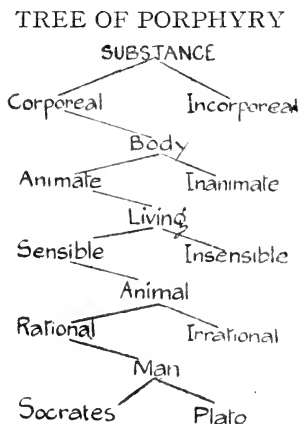 TREE OF PORPHYRY
SUBSTANCE
Corporeal Incorporeal
Body
Animate Inanimate
Living
Sensible Insensible
Animal
Rational Irrational
Man
Socrates Plato